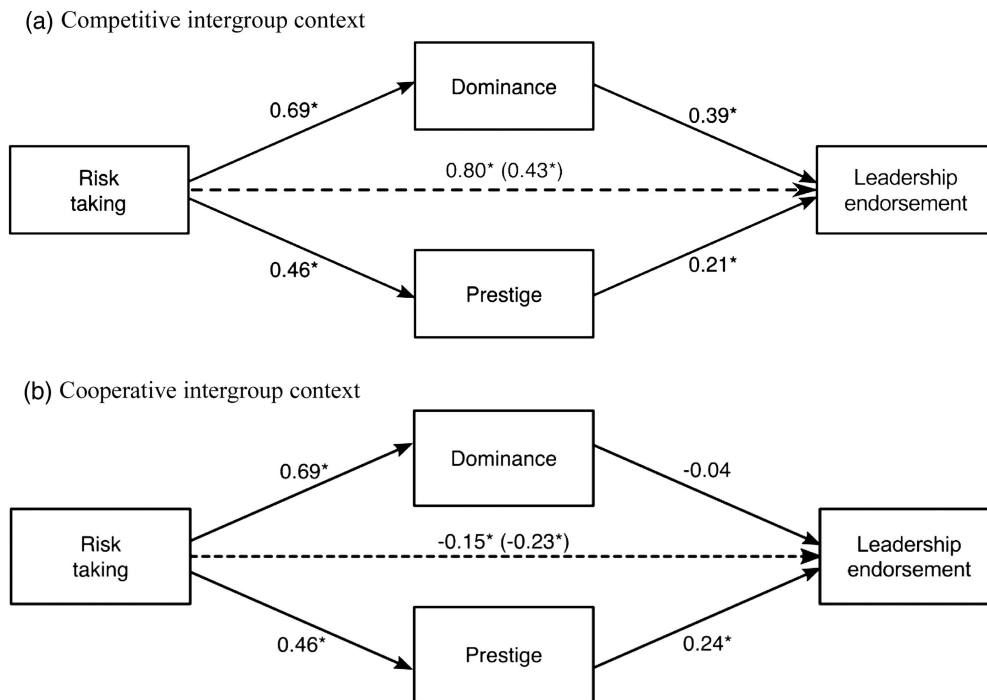 (a) Competitive intergroup context
Dominance
0.69*
0.39*
Risk
taking
0.80* (0.43*)
Leadership
endorsement
0.46*
0.21*
Prestige
(b) Cooperative intergroup context
Dominance
0.69*
-0.04
Risk
taking
-0.15* (-0.23*)
Leadership
endorsement
0.46*
0.24*
Prestige